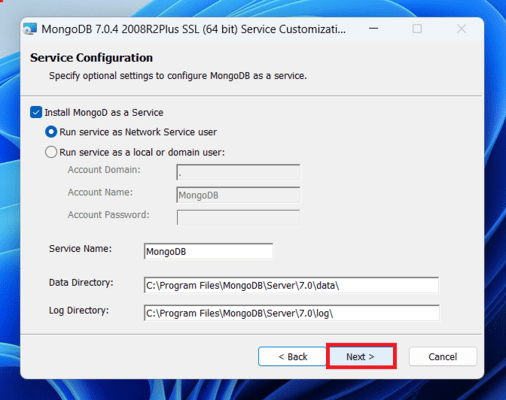 MongoDB 7.0.4 2008R2Plus SSL (64 bit) Service Customizati...
Service Configuration
Specify optional settings to configure MongoDB as a service.
Install MongoD as a Service
Run service as Network Service user
Run service as a local or domain user:
Account Domain: .
Account Name: MongoDB
Account Password:
Service Name: MongoDB
Data Directory: C:\Program Files\MongoDB\Server\7.0\data\
Log Directory: C:\Program Files\MongoDB\Server\7.0\log\
< Back Next > Cancel